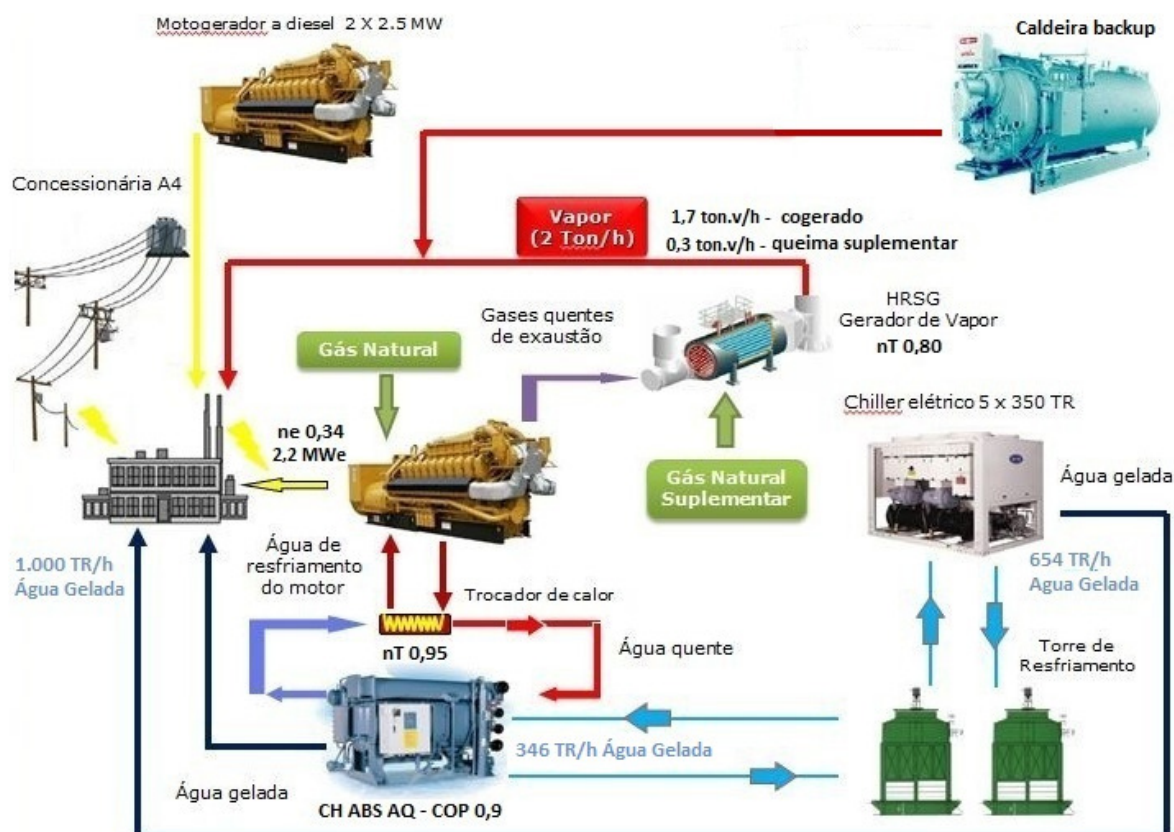 Motogerador a diesel 2 X 2.5 MW
Caldeira backup
Concessionária A4
Vapor
(2 Ton/h)
1,7 ton.v/h - cogerado
0,3 ton.v/h - queima suplementar
Gases quentes
de exaustão
HRSG
Gerador de Vapor
nT 0,80
Gás Natural
ne 0,34
2,2 MWe
Gás Natural
Suplementar
Chiller elétrico 5 x 350 TR
Água gelada
1.000 TR/h
Água Gelada
Água de
resfriamento
do motor
Trocador de calor
nT 0,95
Água quente
654 TR/h
Agua Gelada
Torre de
Resfriamento
346 TR/h Água Gelada
Água gelada
CH ABS AQ - COP 0,9